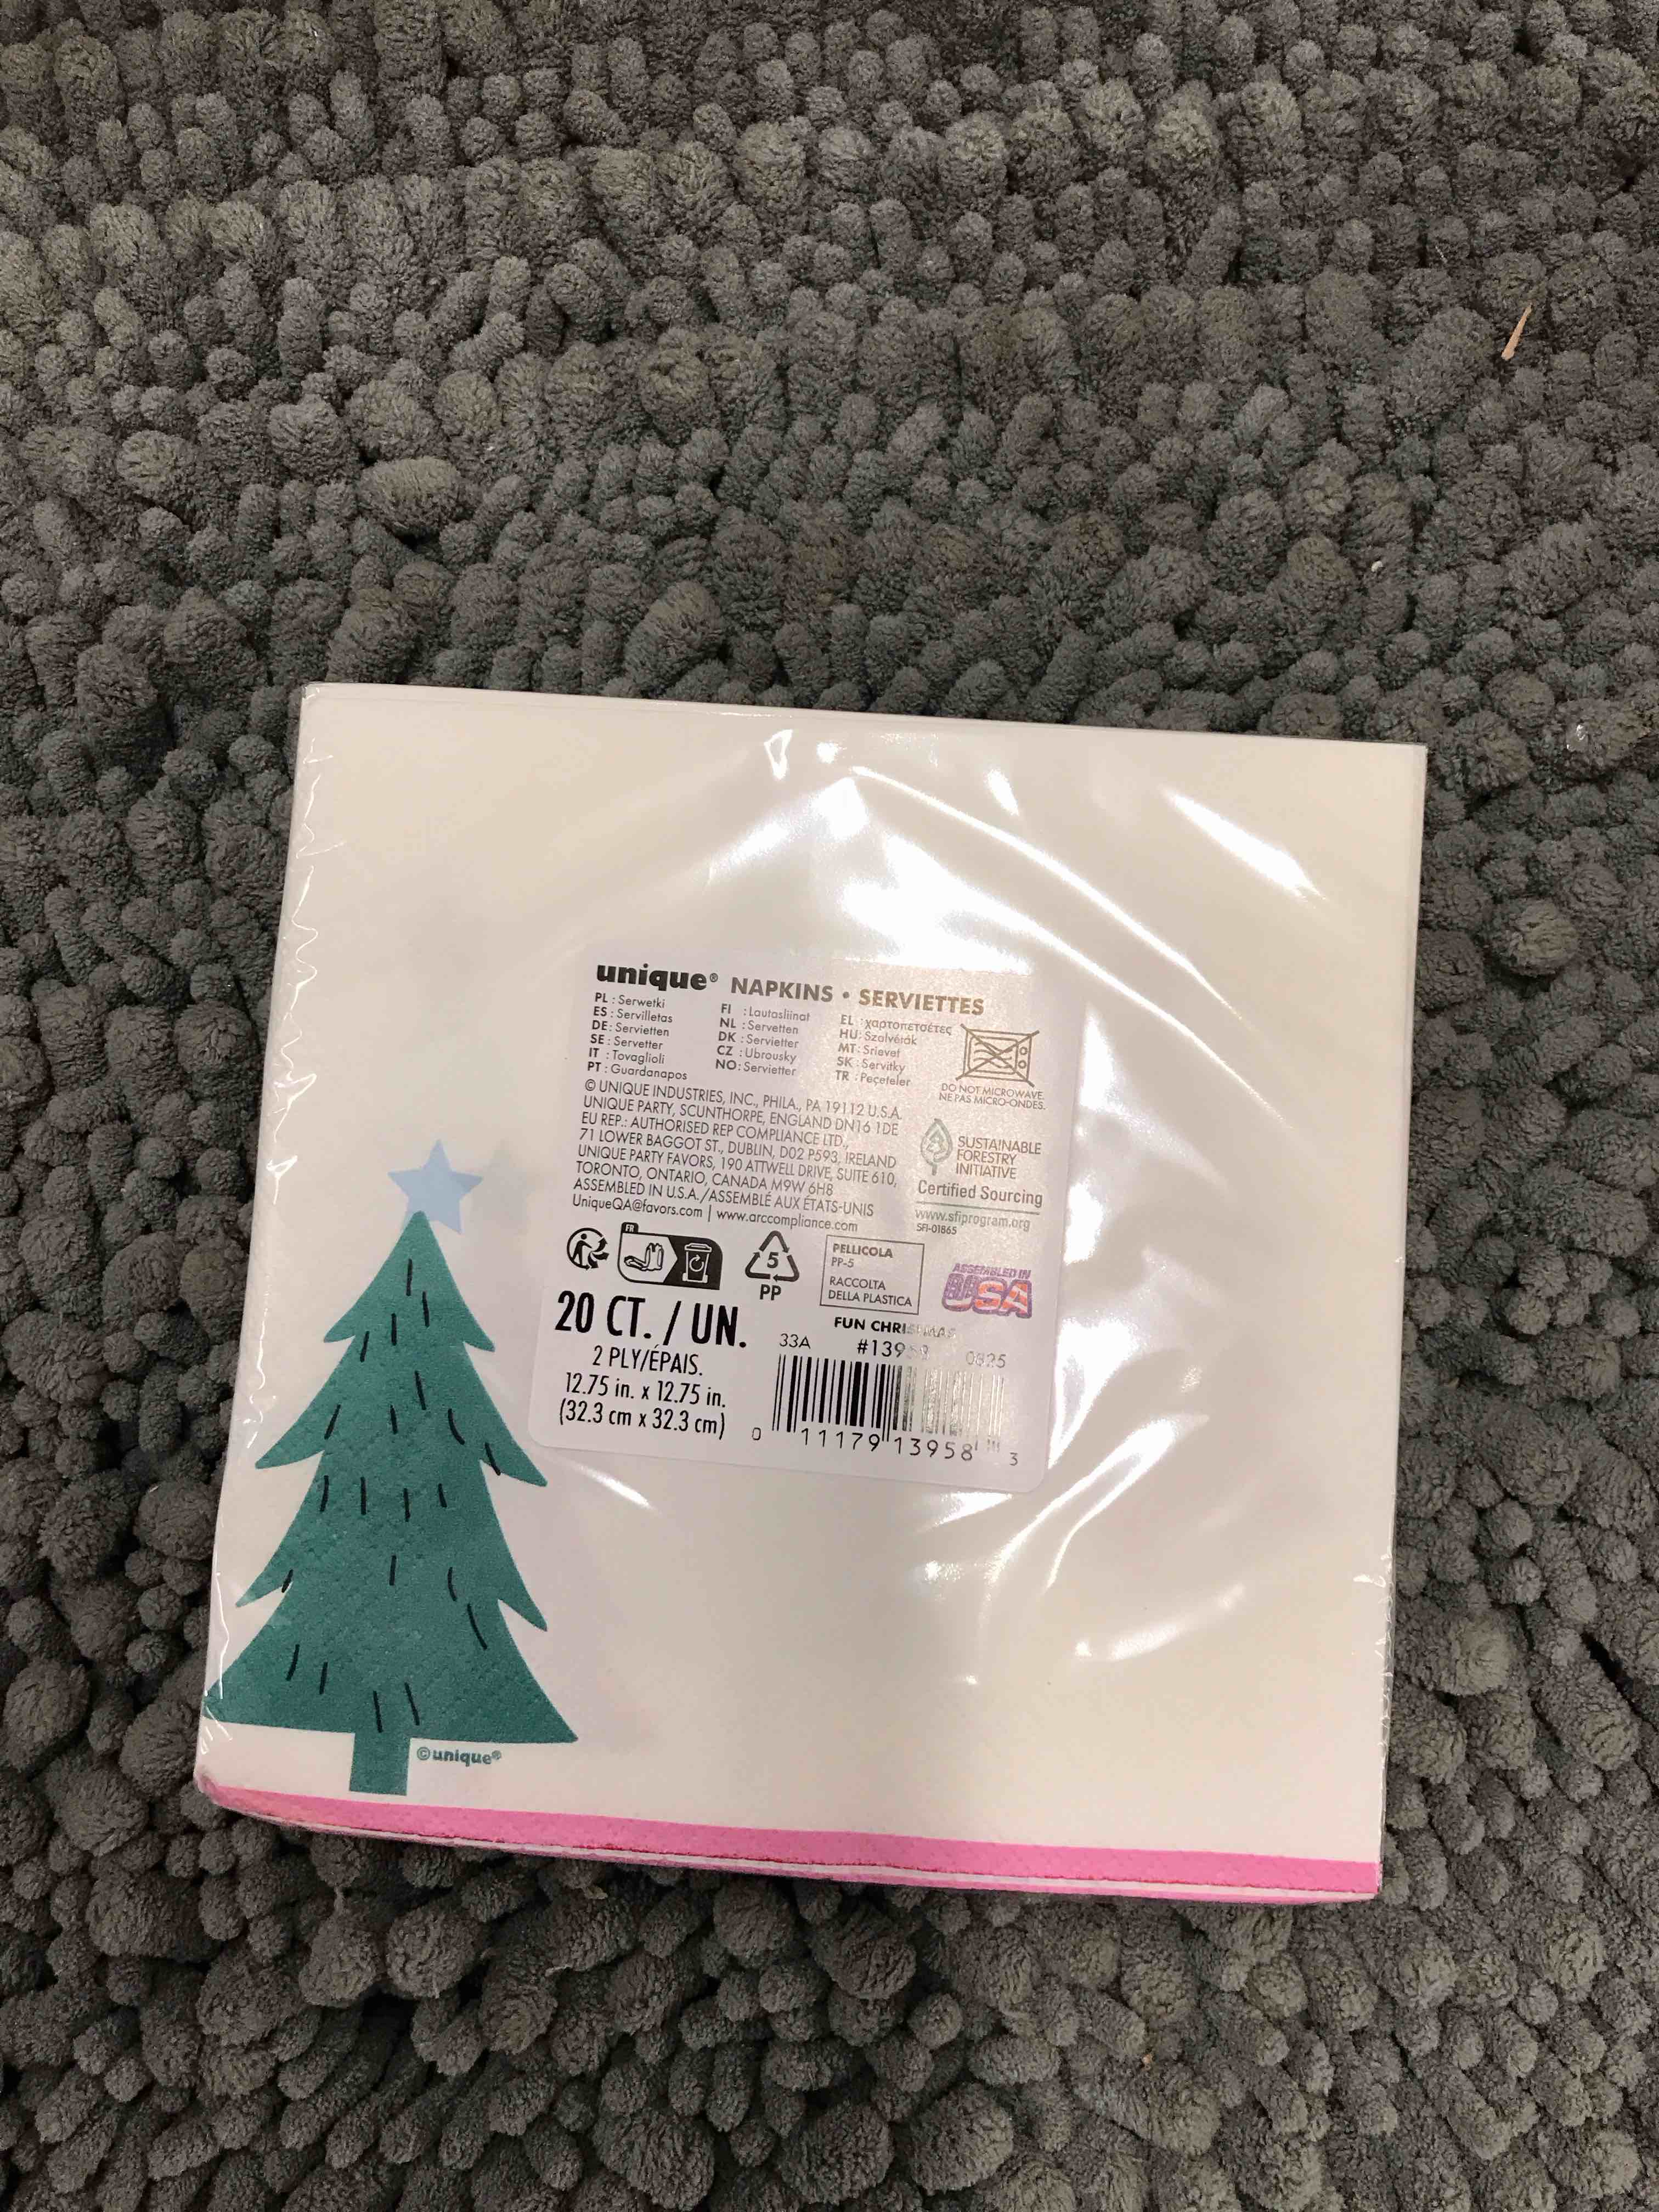 unique® NAPKINS • SERVIETTES
PL : Serwetki
ES : Servilletas
DE : Servietten
SE : Servetter
IT : Tovaglioli
PT : Guardanapos
FI : Lautasliinat
NL : Servetten
DK : Servietter
CZ : Ubrousky
NO : Servietter
EL : χαρτοπετσέτες
HU : Szalvéták
MT : Srievet
SK : Servítky
TR : Peçeteler
DO NOT MICROWAVE.
NE PAS MICRO-ONDES.
© UNIQUE INDUSTRIES, INC., PHILA., PA 19112 U.S.A.
UNIQUE PARTY, SCUNTHORPE, ENGLAND DN16 1DE
EU REP.: AUTHORISED REP COMPLIANCE LTD.,
71 LOWER BAGGOT ST., DUBLIN, D02 P593, IRELAND
UNIQUE PARTY FAVORS, 190 ATTWELL DRIVE, SUITE 610,
TORONTO, ONTARIO, CANADA M9W 6H8
ASSEMBLED IN U.S.A./ASSEMBLÉ AUX ÉTATS-UNIS
UniqueQA@favors.com | www.arccompliance.com
SUSTAINABLE
FORESTRY
INITIATIVE
Certified Sourcing
www.sfiprogram.org
SFI-01865
FR
5
PP
PELLICOLA
PP-5
RACCOLTA
DELLA PLASTICA
ASSEMBLED IN
USA
20 CT. / UN.
2 PLY/ÉPAIS.
12.75 in. x 12.75 in.
(32.3 cm x 32.3 cm)
FUN CHRISTMAS
33A #13958 0825
0 11179 13958 3
©unique®